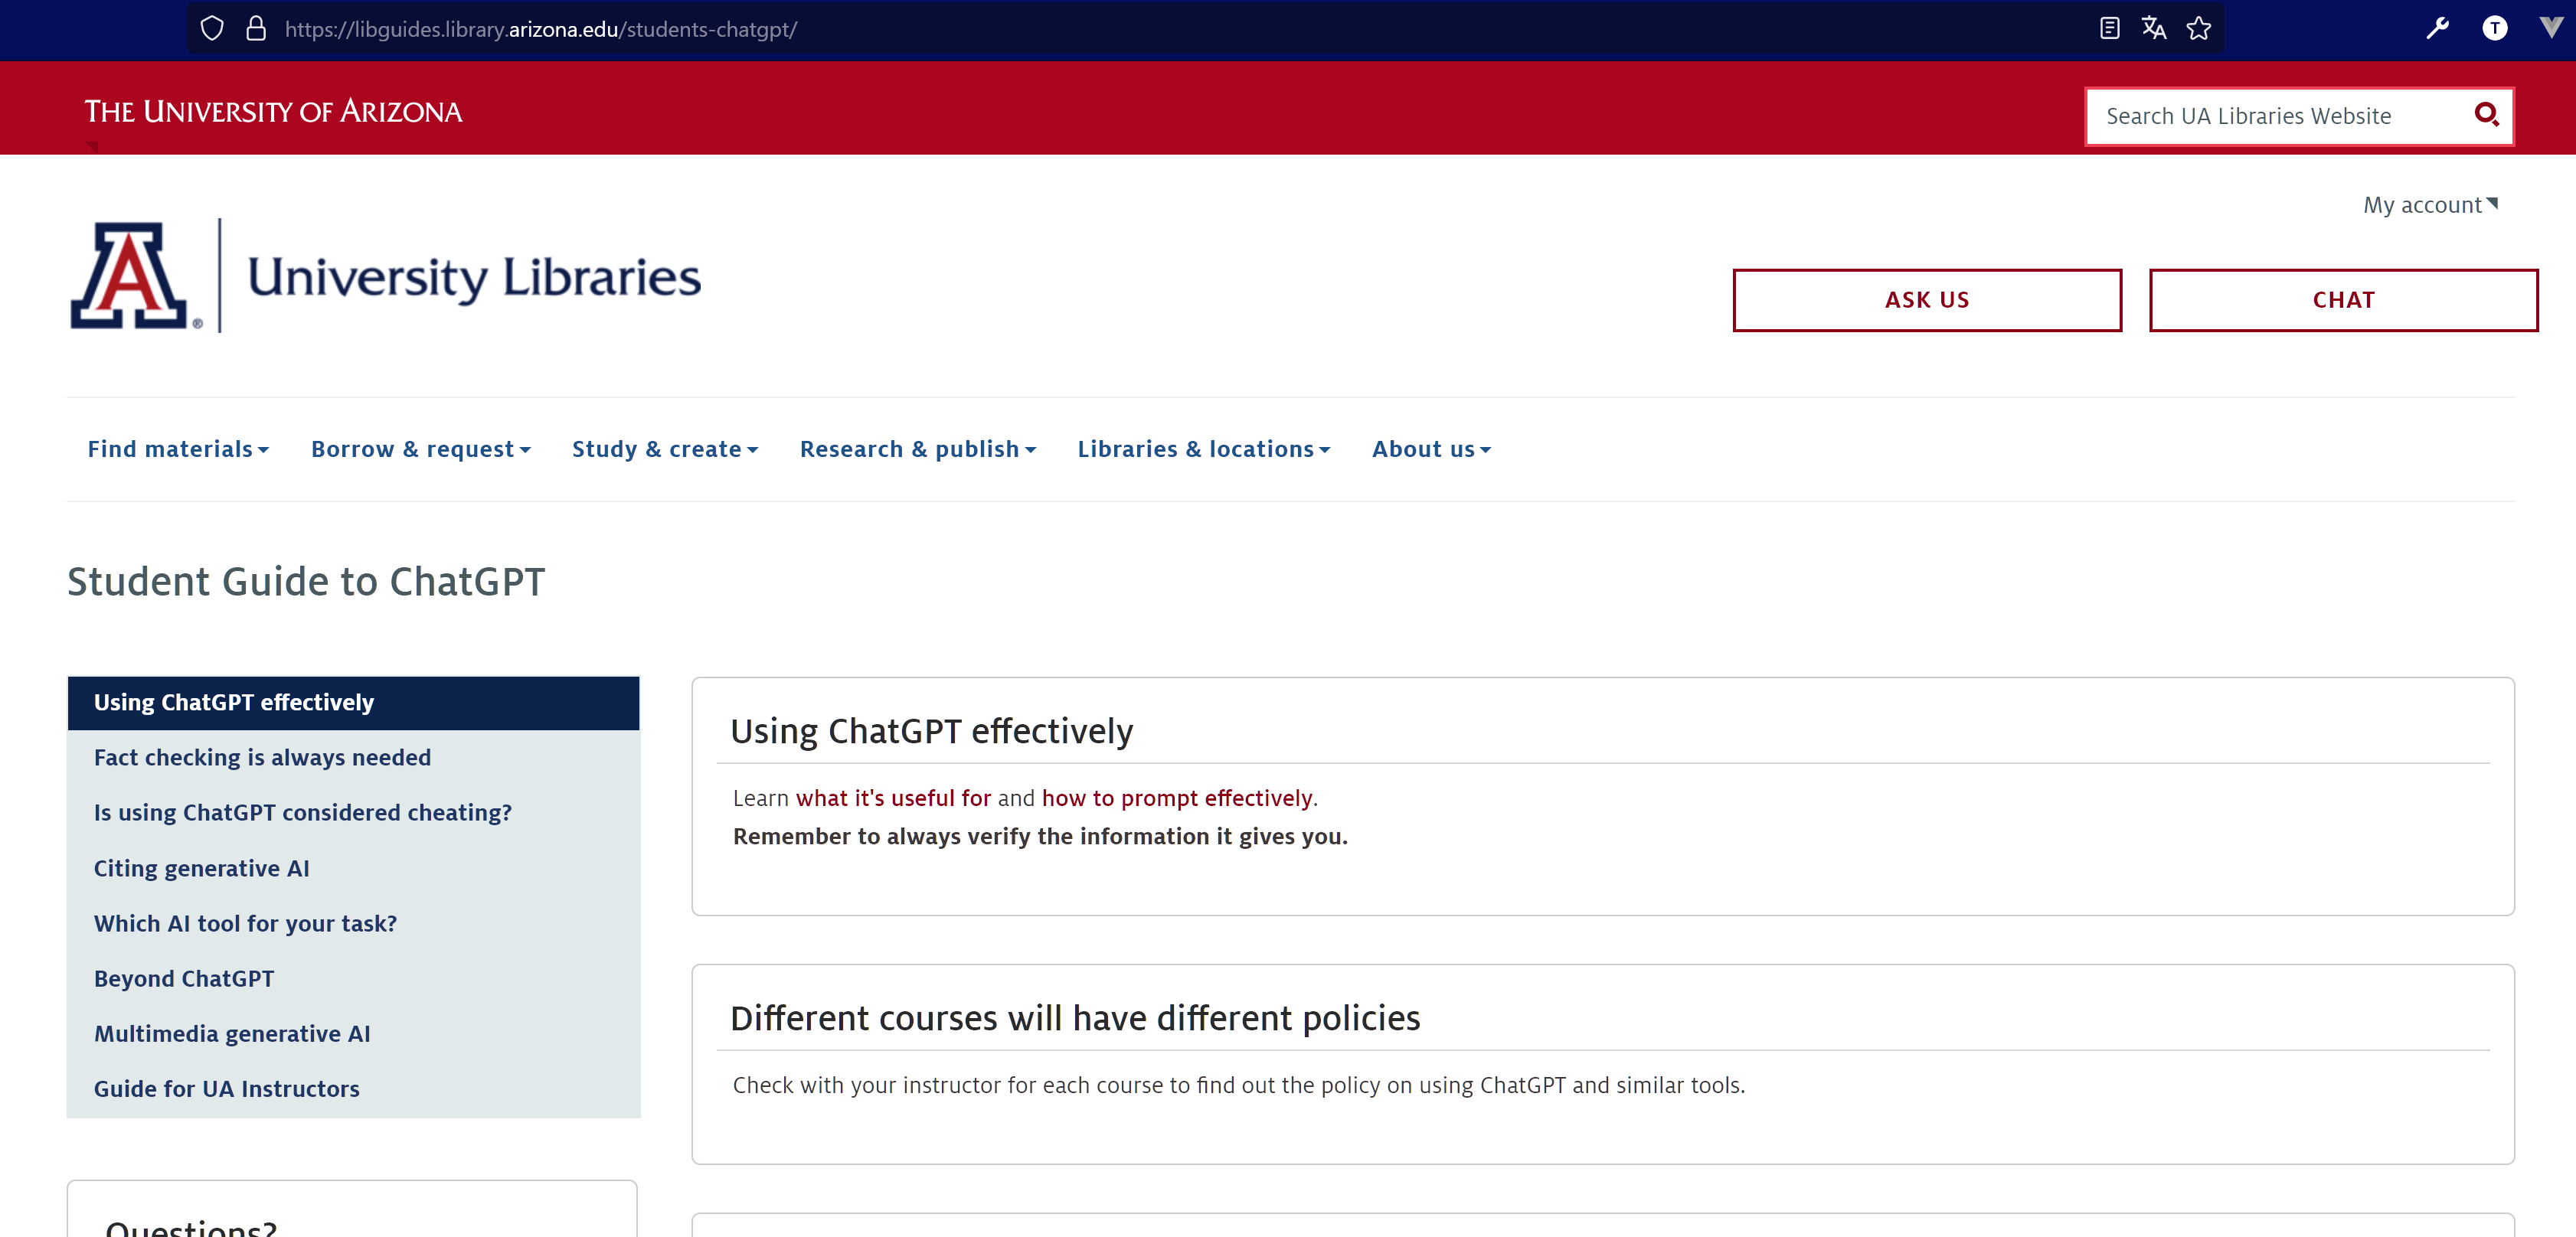 https://libguides.library.arizona.edu/students-chatgpt/
T
THE UNIVERSITY OF ARIZONA
Search UA Libraries Website
My account
A ®
University Libraries
ASK US
CHAT
Find materials
Borrow & request
Study & create
Research & publish
Libraries & locations
About us
Student Guide to ChatGPT
Using ChatGPT effectively
Fact checking is always needed
Is using ChatGPT considered cheating?
Citing generative AI
Which AI tool for your task?
Beyond ChatGPT
Multimedia generative AI
Guide for UA Instructors
Questions?
Using ChatGPT effectively
Learn what it's useful for and how to prompt effectively.
Remember to always verify the information it gives you.
Different courses will have different policies
Check with your instructor for each course to find out the policy on using ChatGPT and similar tools.